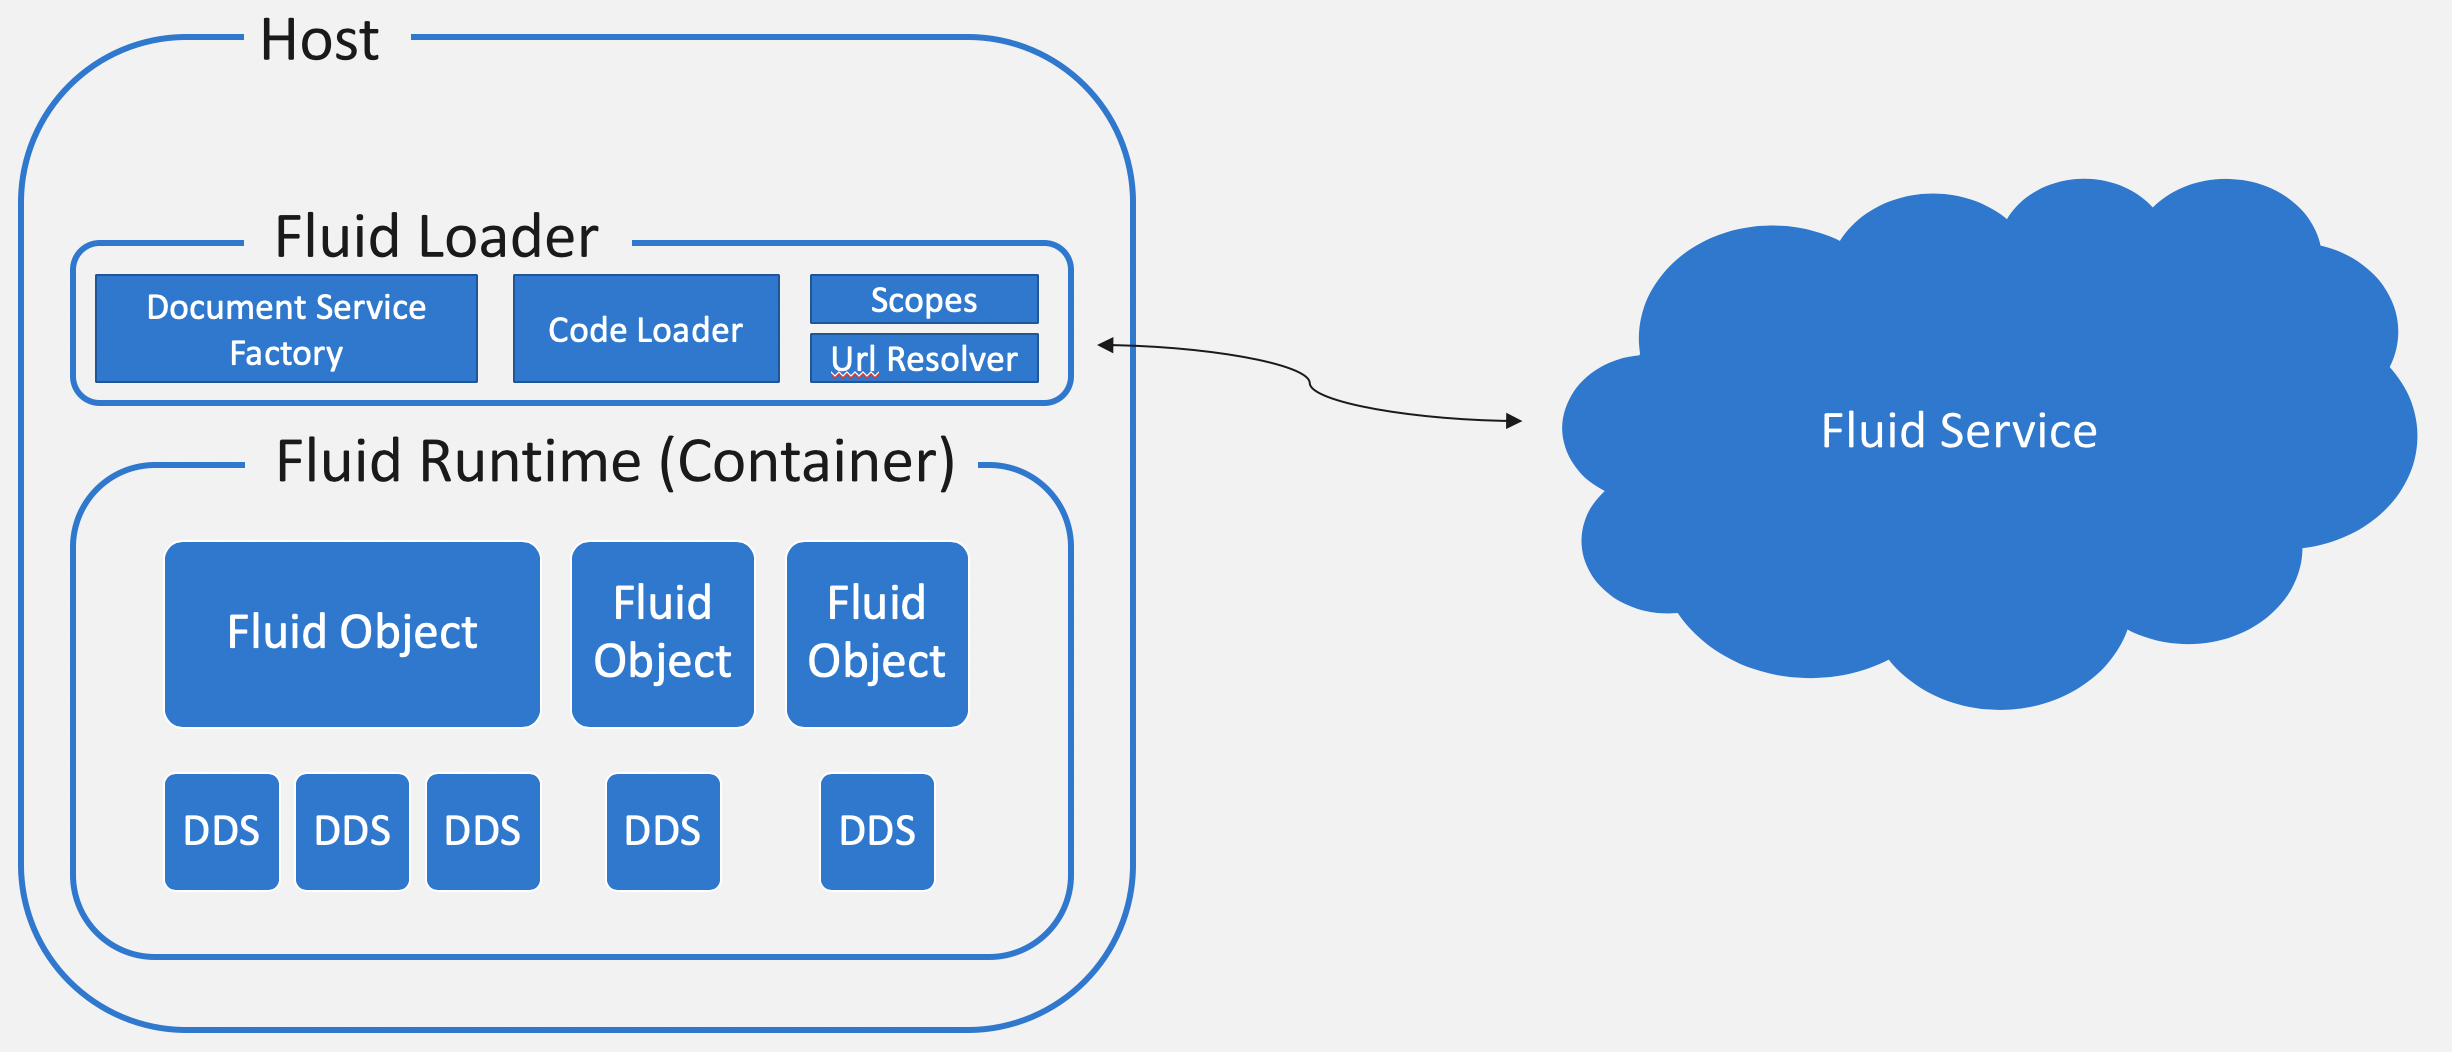 Host
Fluid Loader
Document Service
Factory
Code Loader
Scopes
Url Resolver
Fluid Runtime (Container)
Fluid Object
Fluid
Object
Fluid
Object
DDS
DDS
DDS
DDS
DDS
Fluid Service